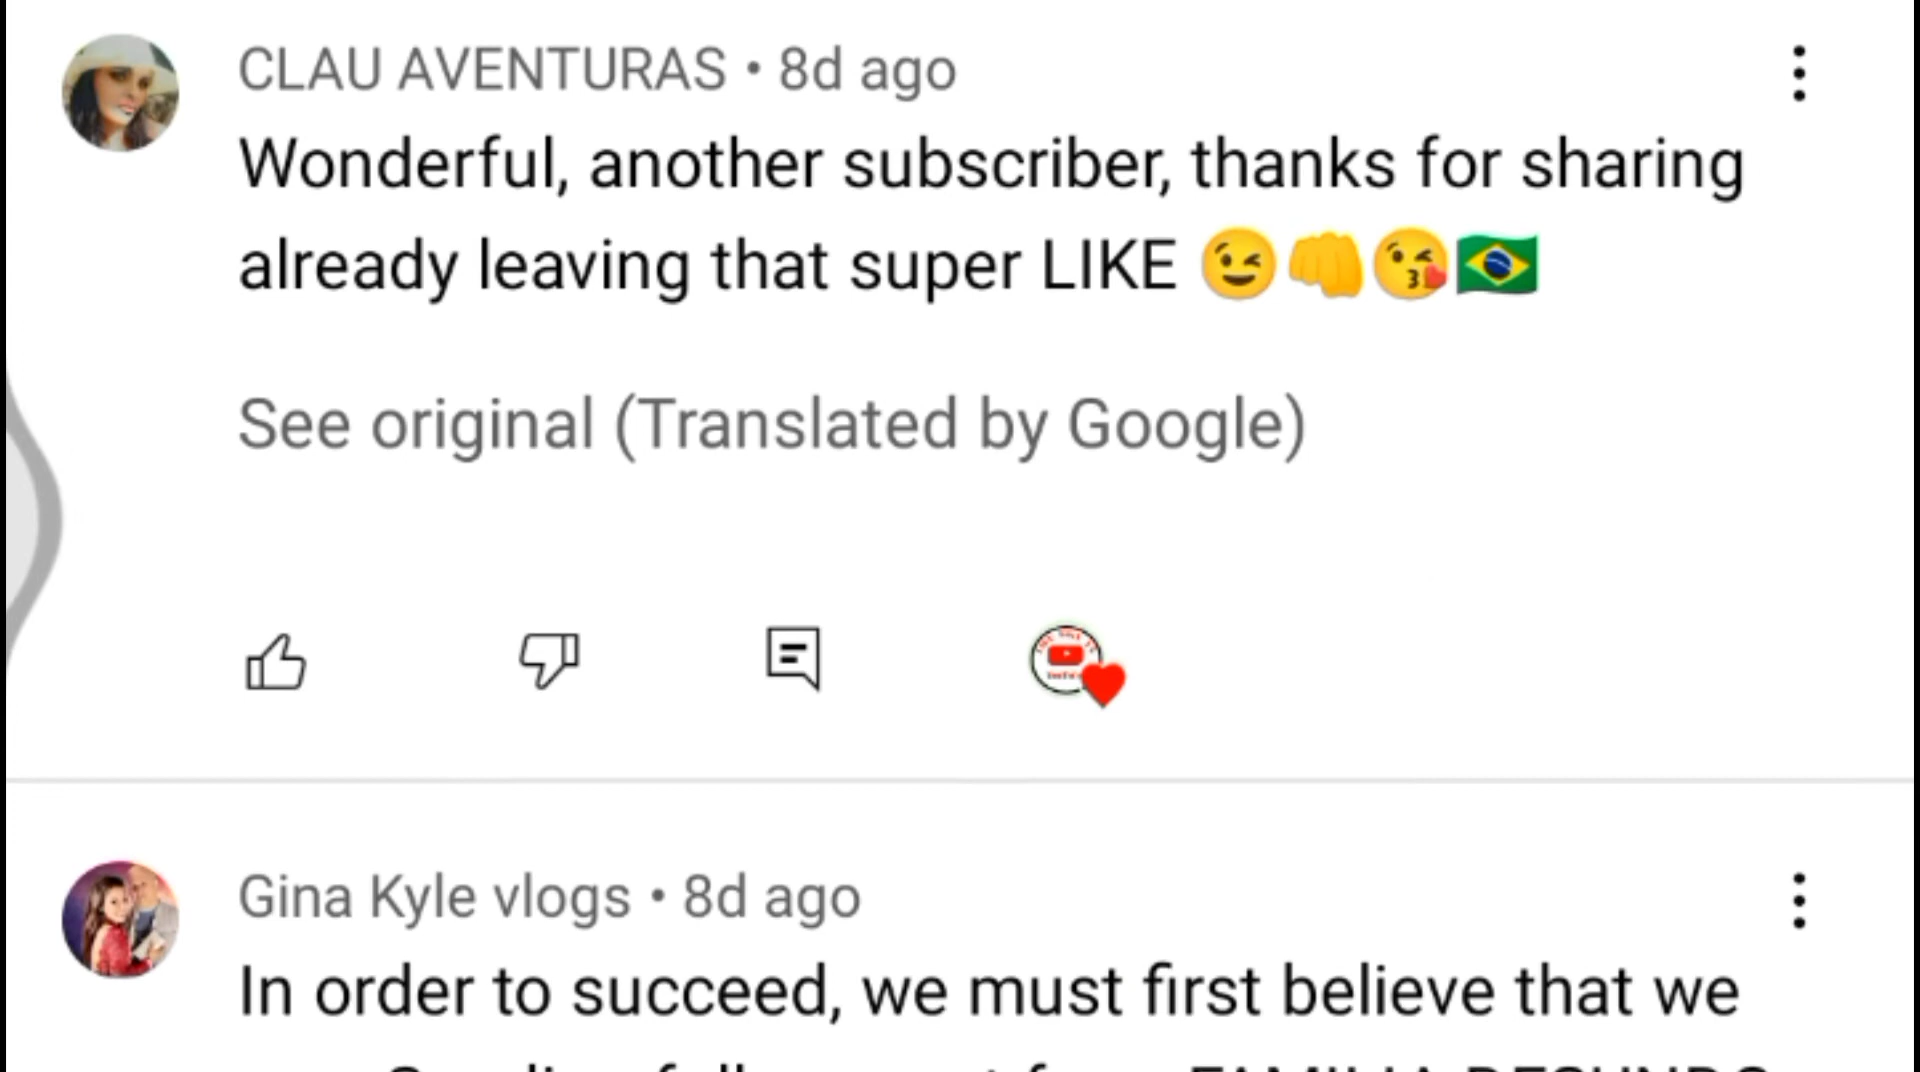 CLAU AVENTURAS • 8d ago
Wonderful, another subscriber, thanks for sharing
already leaving that super LIKE 😉👊😘🇧🇷
See original (Translated by Google)
Gina Kyle vlogs • 8d ago
In order to succeed, we must first believe that we